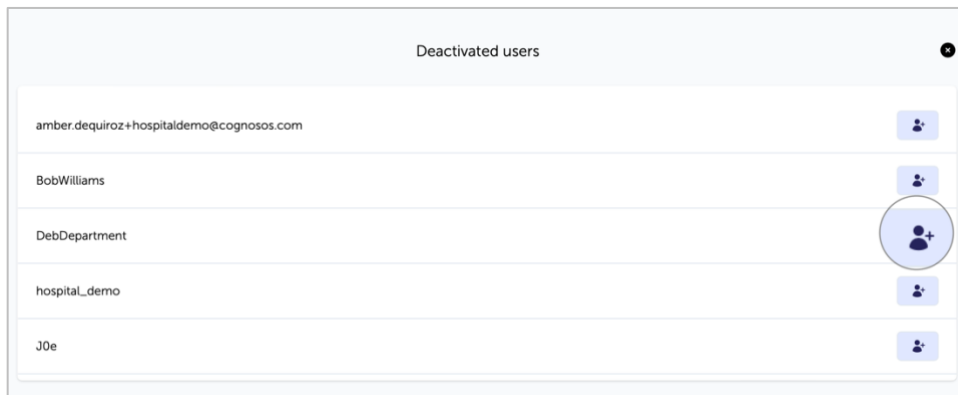 Deactivated users
amber.dequiroz+hospitaldemo@cognosos.com
BobWilliams
DebDepartment
hospital_demo
J0e